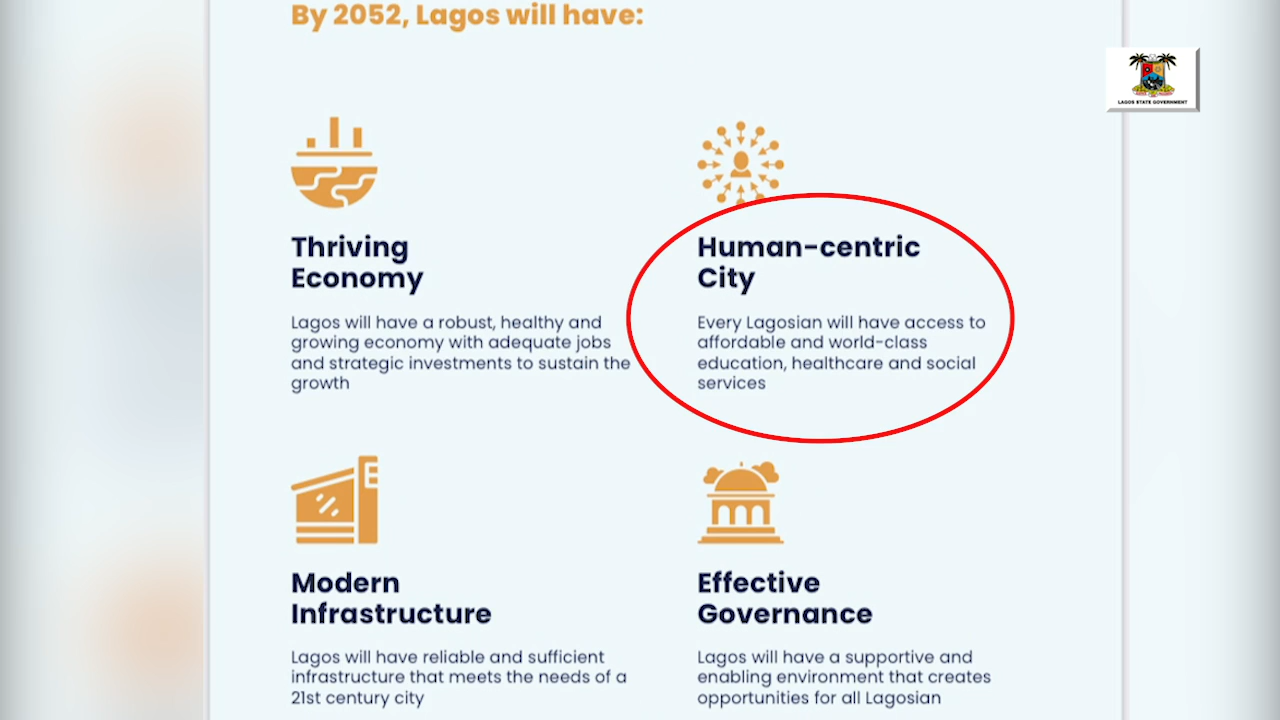 By 2052, Lagos will have:
LAGOS STATE GOVERNMENT
Thriving
Economy
Lagos will have a robust, healthy and
growing economy with adequate jobs
and strategic investments to sustain the
growth
Human-centric
City
Every Lagosian will have access to
affordable and world-class
education, healthcare and social
services
Modern
Infrastructure
Lagos will have reliable and sufficient
infrastructure that meets the needs of a
21st century city
Effective
Governance
Lagos will have a supportive and
enabling environment that creates
opportunities for all Lagosian